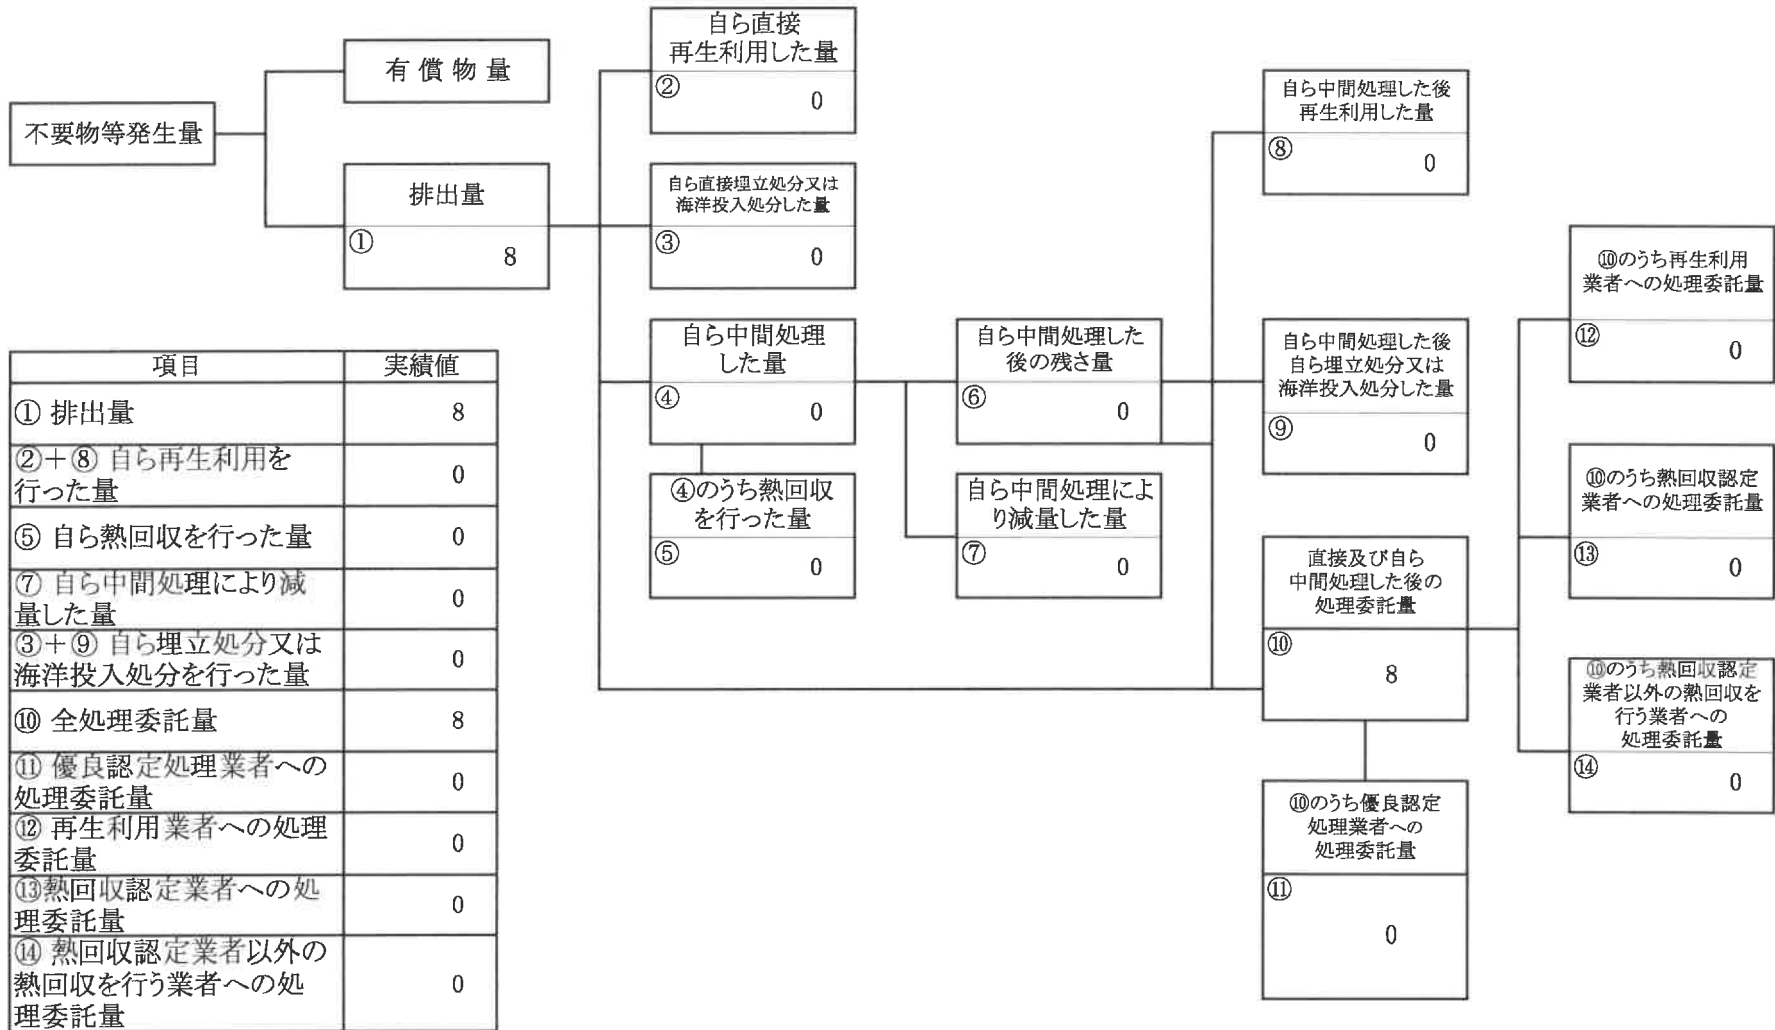 不要物等発生量
有償物量
排出量
①
8
自ら直接
再生利用した量
②
0
自ら直接埋立処分又は
海洋投入処分した量
③
0
自ら中間処理
した量
④
0
④のうち熱回収
を行った量
⑤
0
自ら中間処理した
後の残さ量
⑥
0
自ら中間処理によ
り減量した量
⑦
0
自ら中間処理した後
再生利用した量
⑧
0
自ら中間処理した後
自ら埋立処分又は
海洋投入処分した量
⑨
0
直接及び自ら
中間処理した後の
処理委託量
⑩
8
⑩のうち優良認定
処理業者への
処理委託量
⑪
0
⑩のうち再生利用
業者への処理委託量
⑫
0
⑩のうち熱回収認定
業者への処理委託量
⑬
0
⑩のうち熱回収認定
業者以外の熱回収を
行う業者への
処理委託量
⑭
0
項目 実績値
① 排出量 8
②+⑧ 自ら再生利用を
行った量 0
⑤ 自ら熱回収を行った量 0
⑦ 自ら中間処理により減
量した量 0
③+⑨ 自ら埋立処分又は
海洋投入処分を行った量 0
⑩ 全処理委託量 8
⑪ 優良認定処理業者への
処理委託量 0
⑫ 再生利用業者への処理
委託量 0
⑬熱回収認定業者への処
理委託量 0
⑭ 熱回収認定業者以外の
熱回収を行う業者への処
理委託量 0